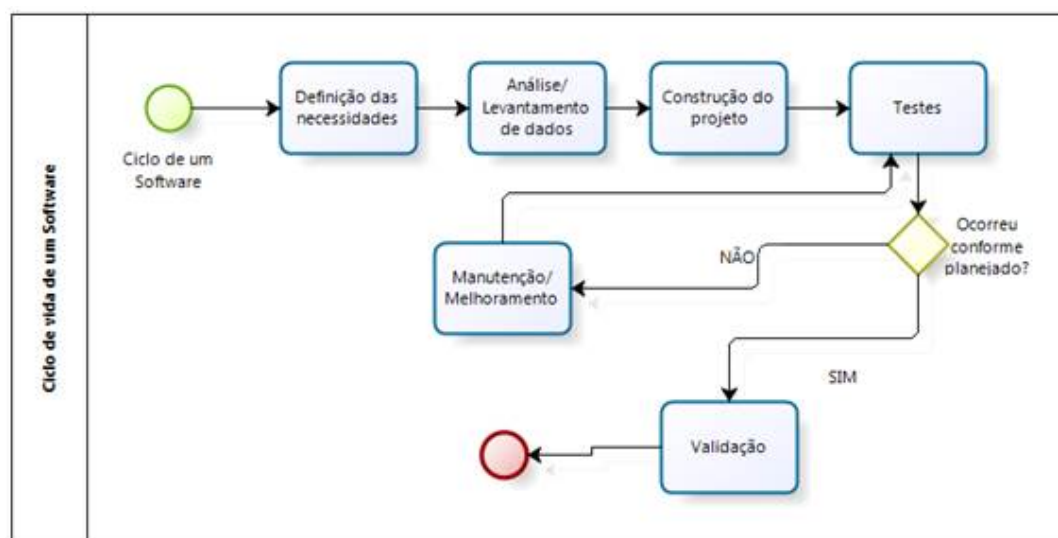 Ciclo de vida de um Software
Ciclo de um
Software
Definição das
necessidades
Análise/
Levantamento
de dados
Construção do
projeto
Testes
Ocorreu
conforme
planejado?
NÃO
Manutenção/
Melhoramento
SIM
Validação